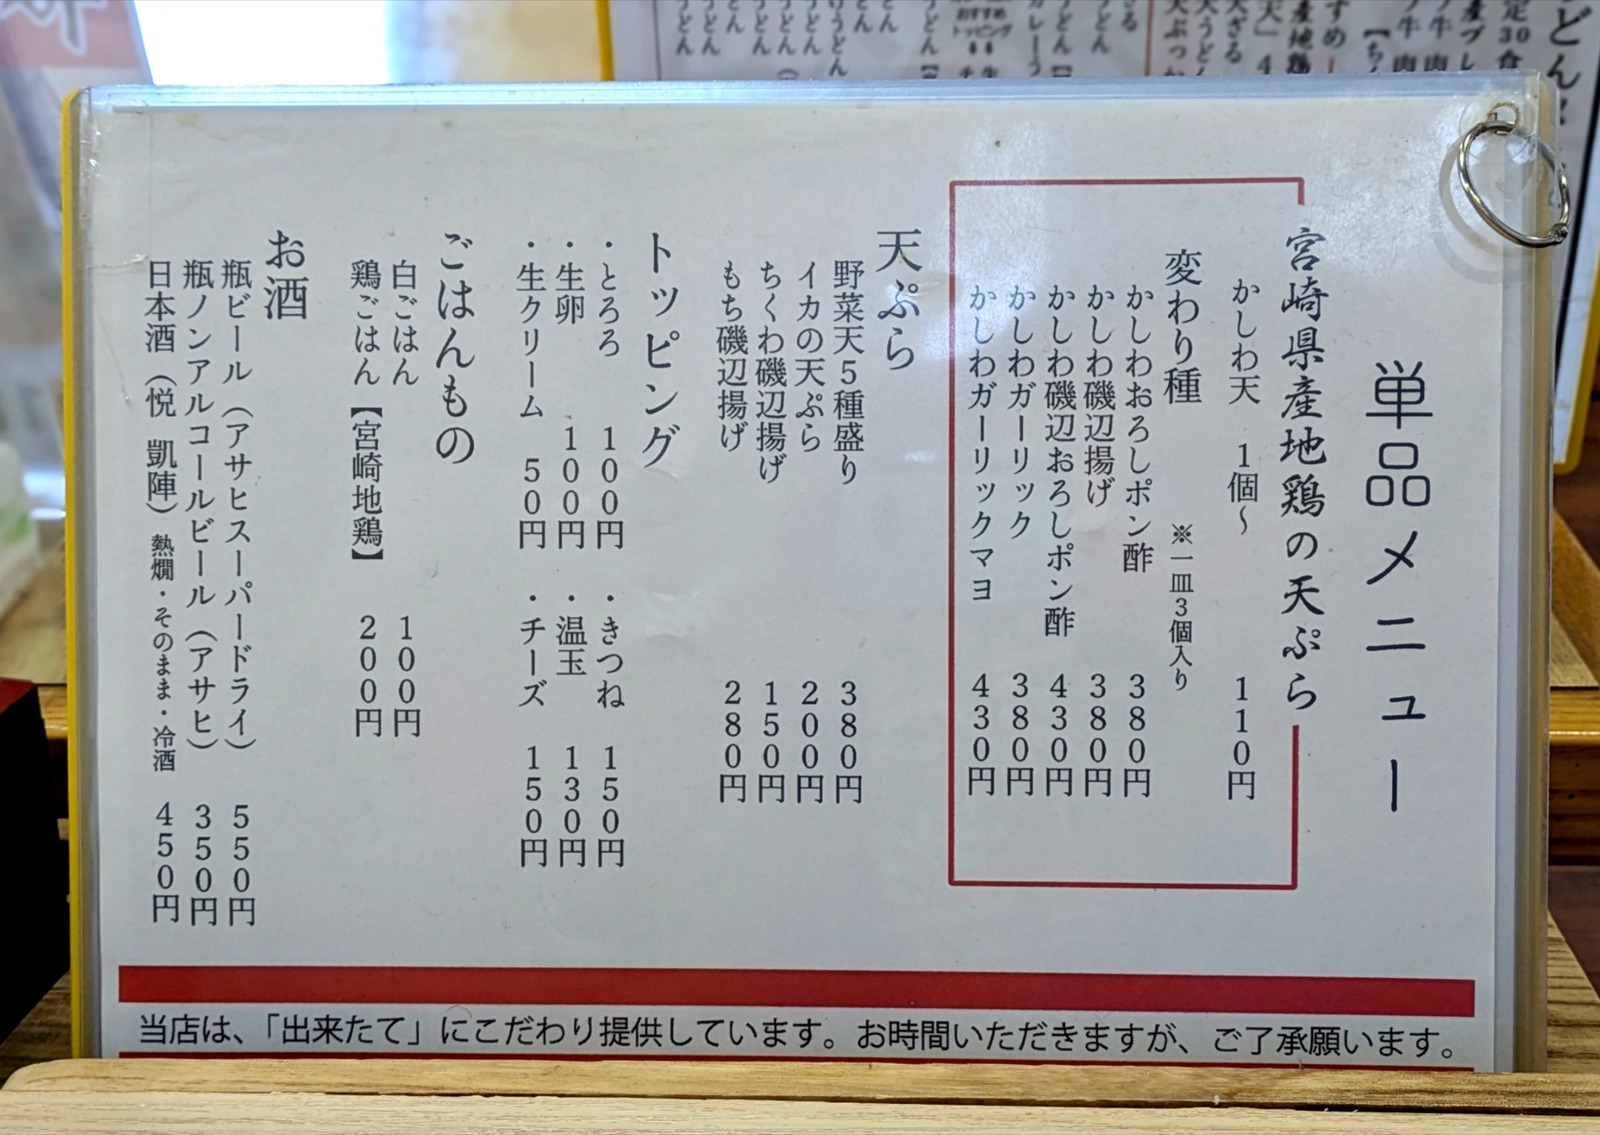 単品メニュー
宮崎県産地鶏の天ぷら
かしわ天 1個～ 110円
変わり種 ※一皿3個入り
かしわおろしポン酢 380円
かしわ磯辺揚げ 380円
かしわ磯辺おろしポン酢 430円
かしわガーリック 380円
かしわガーリックマヨ 430円
天ぷら
野菜天5種盛り 380円
イカの天ぷら 200円
ちくわ磯辺揚げ 150円
もち磯辺揚げ 280円
トッピング
・とろろ 100円 ・きつね 150円
・生卵 100円 ・温玉 130円
・生クリーム 50円 ・チーズ 150円
ごはんもの
白ごはん 100円
鶏ごはん【宮崎地鶏】 200円
お酒
瓶ビール（アサヒスーパードライ） 550円
瓶ノンアルコールビール（アサヒ） 350円
日本酒（悦 凱陣）熱燗・そのまま・冷酒 450円
当店は、「出来たて」にこだわり提供しています。お時間いただきますが、ご了承願います。